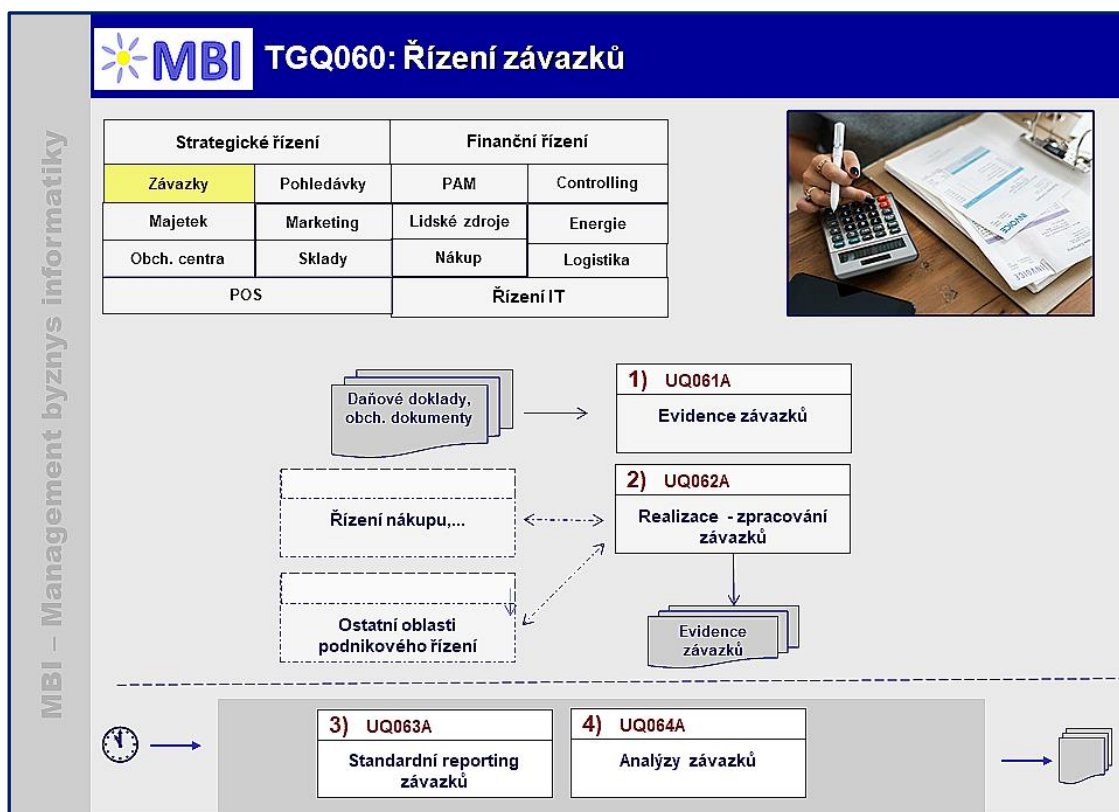 MBI
TGQ060: Řízení závazků
MBI – Management byznys informatiky
Strategické řízení
Finanční řízení
Závazky
Pohledávky
PAM
Controlling
Majetek
Marketing
Lidské zdroje
Energie
Obch. centra
Sklady
Nákup
Logistika
POS
Řízení IT
INVOICE
Daňové doklady,
obch. dokumenty
1) UQ061A
Evidence závazků
2) UQ062A
Realizace - zpracování
závazků
Řízení nákupu,...
Ostatní oblasti
podnikového řízení
Evidence
závazků
3) UQ063A
Standardní reporting
závazků
4) UQ064A
Analýzy závazků